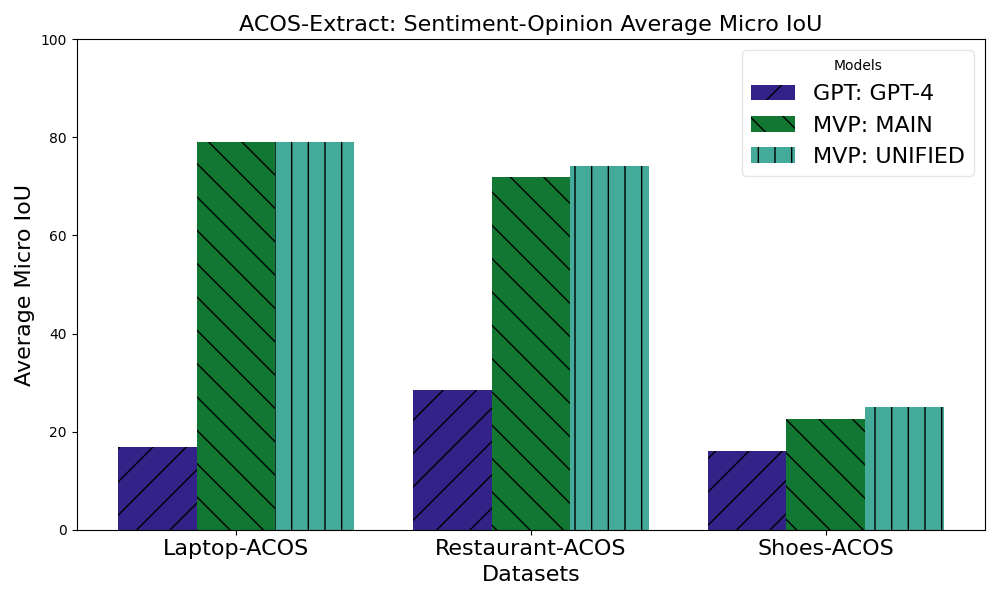 ACOS-Extract: Sentiment-Opinion Average Micro IoU
Average Micro IoU
100
80
60
40
20
0
Models
GPT: GPT-4
MVP: MAIN
MVP: UNIFIED
Laptop-ACOS
Restaurant-ACOS
Shoes-ACOS
Datasets